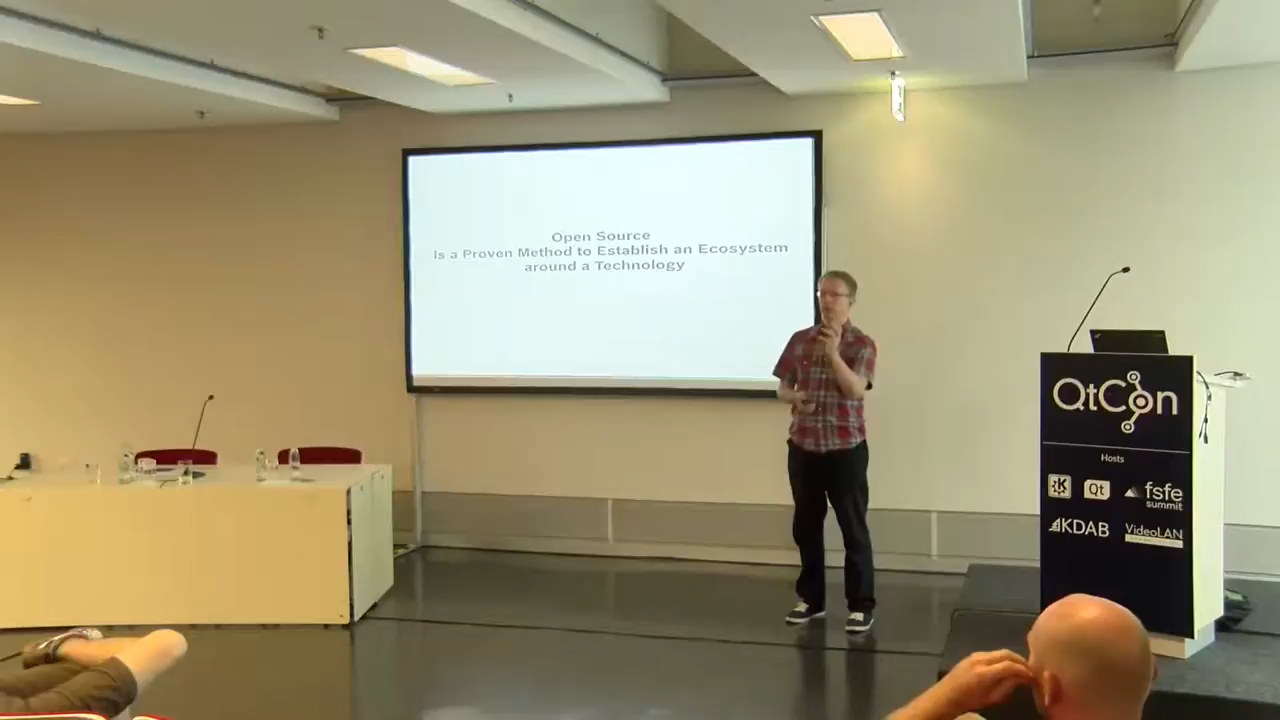 Open Source
Is a Proven Method to Establish an Ecosystem
around a Technology
QtCon
Hosts
K Qt fsfe
summit
KDAB VideoLAN